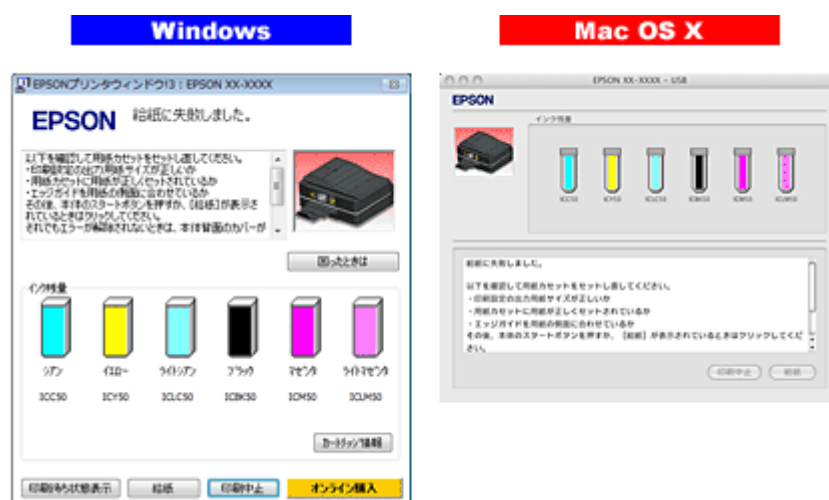 Windows
Mac OS X
EPSONプリンタウィンドウ!3 : EPSON XX-XXXX
EPSON
給紙に失敗しました。
以下を確認して用紙カセットをセットし直してください。
・印刷設定の出力用紙サイズが正しいか
・用紙カセットに用紙が正しくセットされているか
・エッジガイドを用紙の側面に合わせているか
その後、本体のスタートボタンを押すか、[給紙]が表示さ
れているときはクリックしてください。
それでもエラーが解除されないときは、本体背面のカバーが
困ったときは
インク残量
シアン
イエロー
ライトシアン
ブラック
マゼンタ
ライトマゼンタ
ICC50
ICY50
ICLC50
ICBK50
ICM50
ICLM50
カートリッジ情報
印刷待ち状態表示
給紙
印刷中止
オンライン購入
EPSON XX-XXXX - USB
EPSON
インク残量
ICC50
ICY50
ICLC50
ICBK50
ICM50
ICLM50
給紙に失敗しました。
以下を確認して用紙カセットをセットし直してください。
・印刷設定の出力用紙サイズが正しいか
・用紙カセットに用紙が正しくセットされているか
・エッジガイドを用紙の側面に合わせているか
その後、本体のスタートボタンを押すか、[給紙]が表示されているときはクリックしてくだ
さい。
印刷中止
給紙